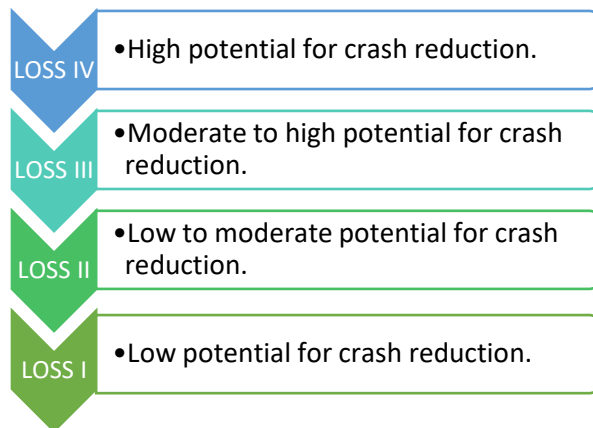 LOSS IV
•High potential for crash reduction.
LOSS III
•Moderate to high potential for crash
reduction.
LOSS II
•Low to moderate potential for crash
reduction.
LOSS I
•Low potential for crash reduction.